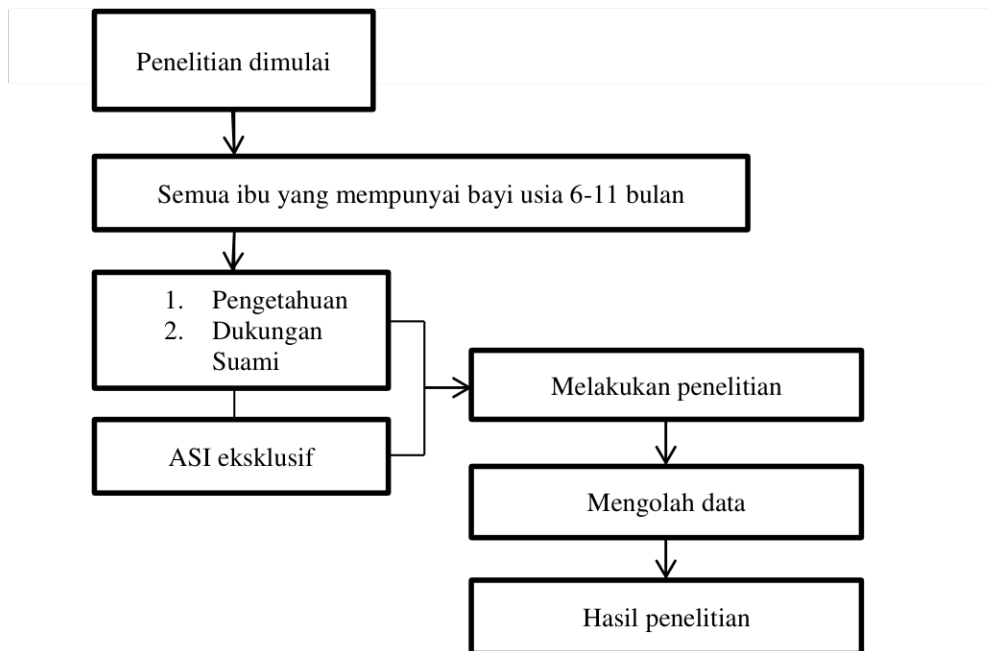 Penelitian dimulai
Semua ibu yang mempunyai bayi usia 6-11 bulan
1. Pengetahuan
2. Dukungan
Suami
ASI eksklusif
Melakukan penelitian
Mengolah data
Hasil penelitian